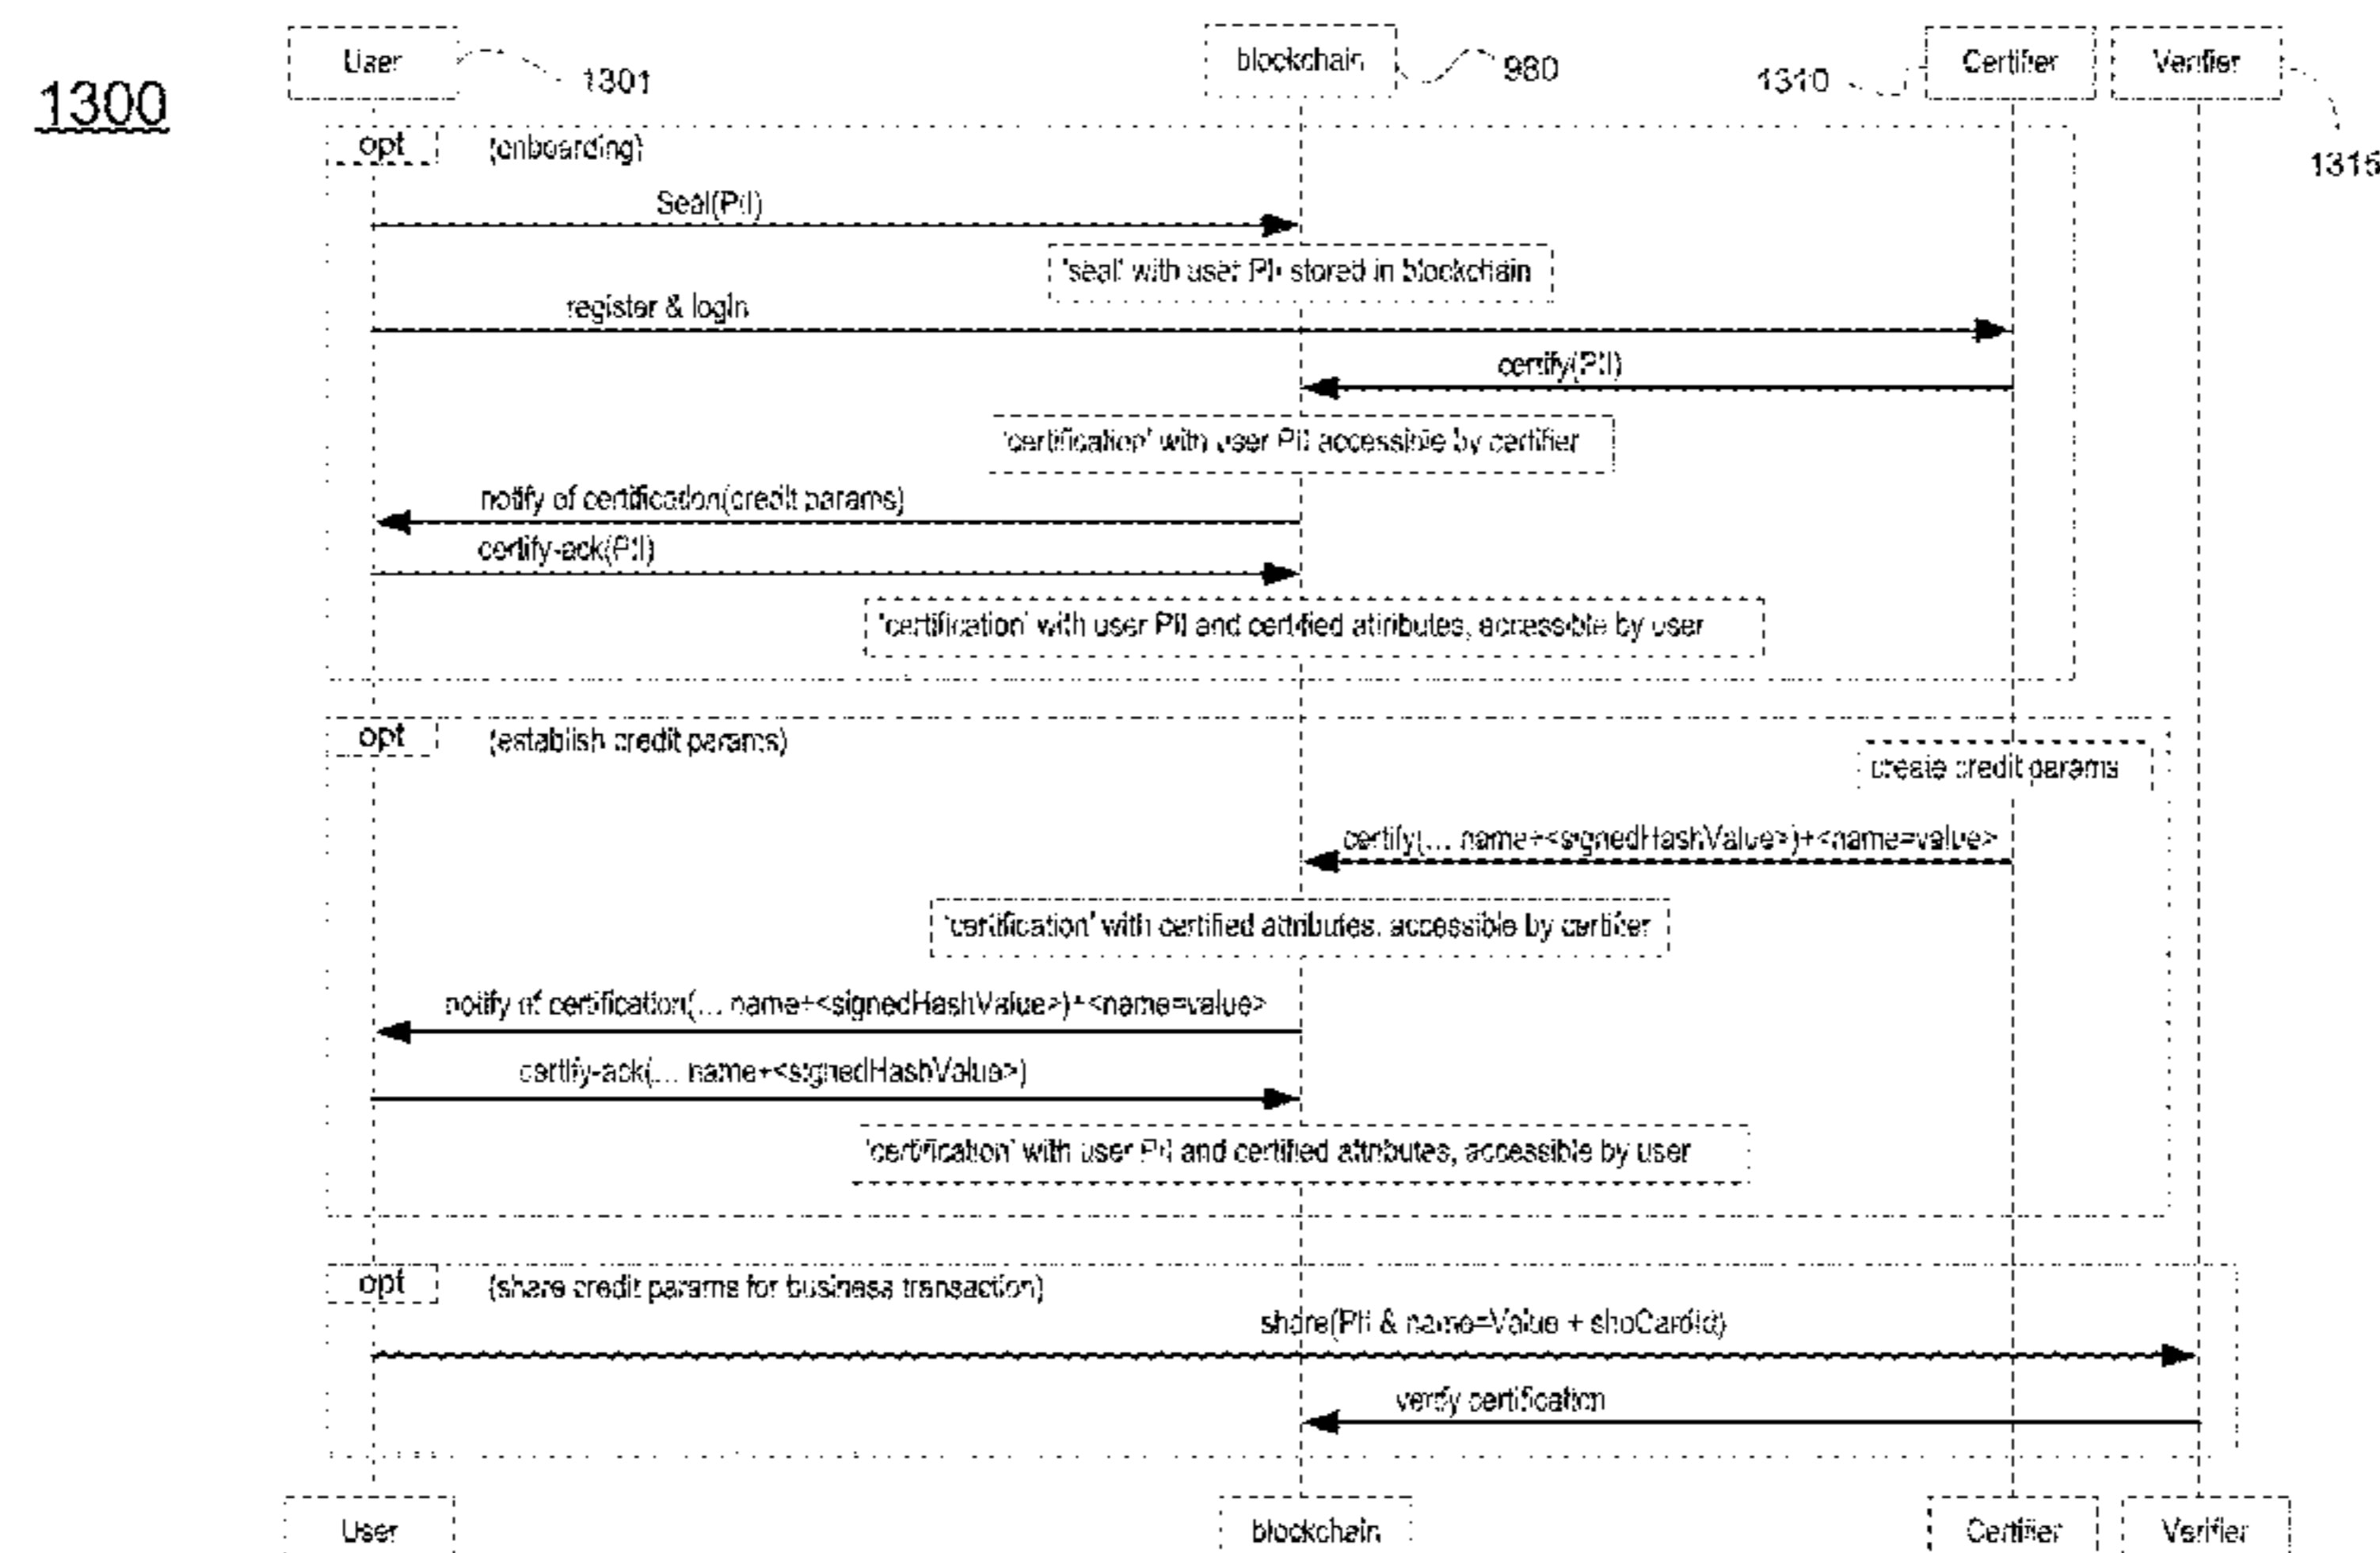 1300
User
1301
blockchain
980
1310
Certifier
Verifier
1315
opt
(onboarding)
Seal(PII)
'seal' with user PII stored in blockchain
register & login
certify(PII)
'certification' with user PII accessible by certifier
notify of certification(credit params)
certify-ack(PII)
'certification' with user PII and certified attributes, accessible by user
opt
(establish credit params)
create credit params
certify(... name+<signedHashValue>)+<name=value>
'certification' with certified attributes, accessible by certifier
notify of certification(... name+<signedHashValue>)+<name=value>
certify-ack(... name+<signedHashValue>)
'certification' with user PII and certified attributes, accessible by user
opt
(share credit params for business transaction)
share(PII & name=Value + shoCardId)
verify certification
User
blockchain
Certifier
Verifier